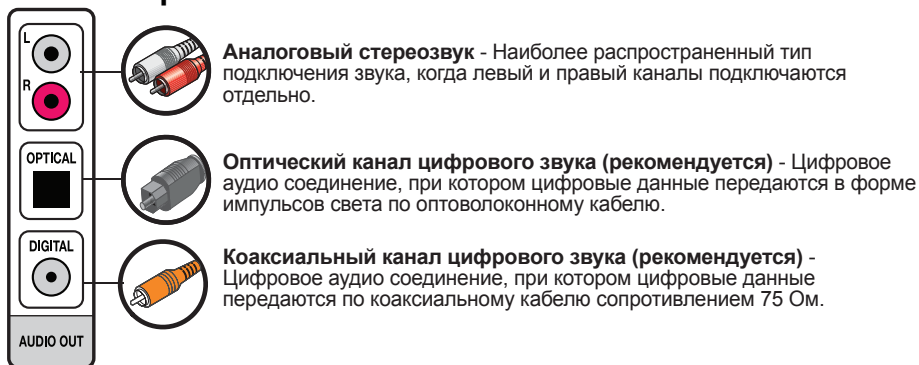 L
R
OPTICAL
DIGITAL
AUDIO OUT
Аналоговый стереозвук - Наиболее распространенный тип
подключения звука, когда левый и правый каналы подключаются
отдельно.
Оптический канал цифрового звука (рекомендуется) - Цифровое
аудио соединение, при котором цифровые данные передаются в форме
импульсов света по оптоволоконному кабелю.
Коаксиальный канал цифрового звука (рекомендуется) -
Цифровое аудио соединение, при котором цифровые данные
передаются по коаксиальному кабелю сопротивлением 75 Ом.